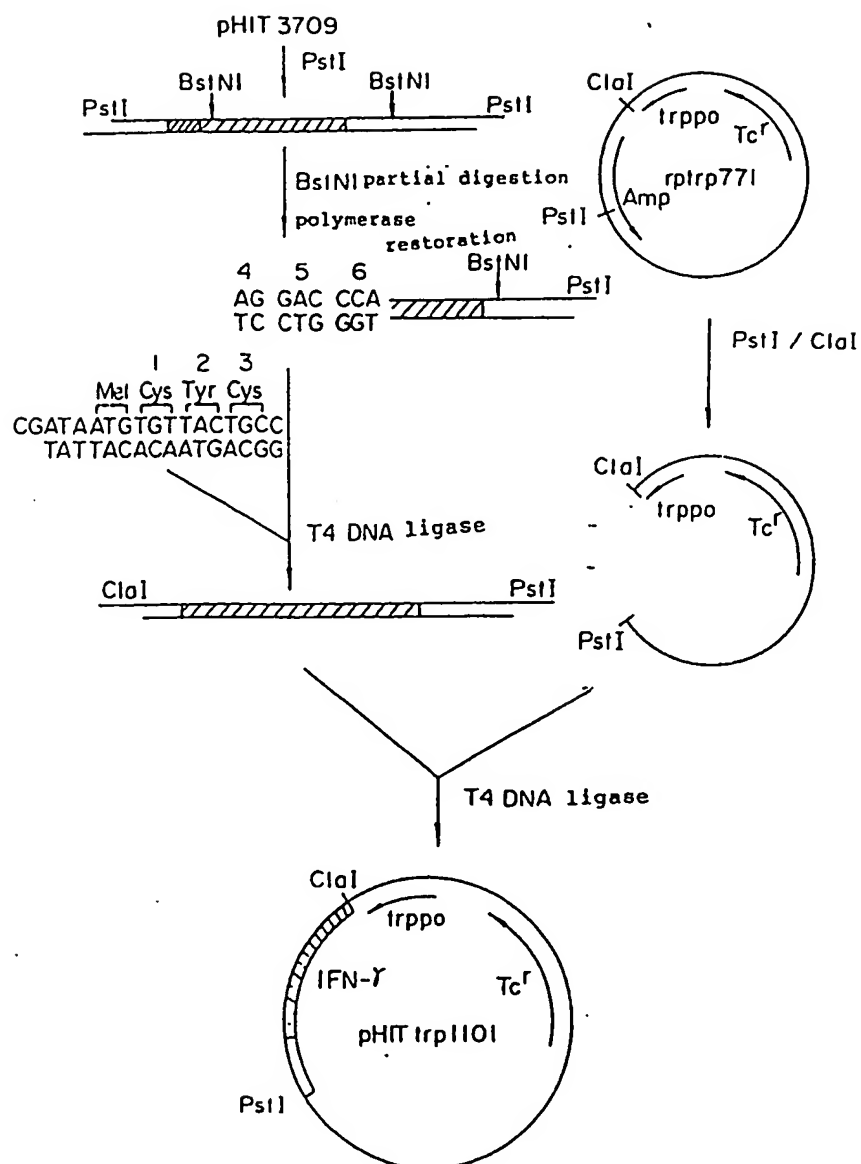 pHIT 3709
PstI
BstNI
BstNI
PstI
PstI
ClaI
trppo
Tcr
rptrp771
Amp
PstI
BstNI partial digestion
polymerase
restoration
4 5 6
BstNI
PstI
AG GAC CCA
TC CTG GGT
PstI / ClaI
1 2 3
Met Cys Tyr Cys
CGATAATGTGTTACTGCC
TATTACACAATGACGG
ClaI
trppo
Tcr
T4 DNA ligase
ClaI
PstI
PstI
T4 DNA ligase
ClaI
trppo
IFN-γ
Tcr
pHIT trp1101
PstI